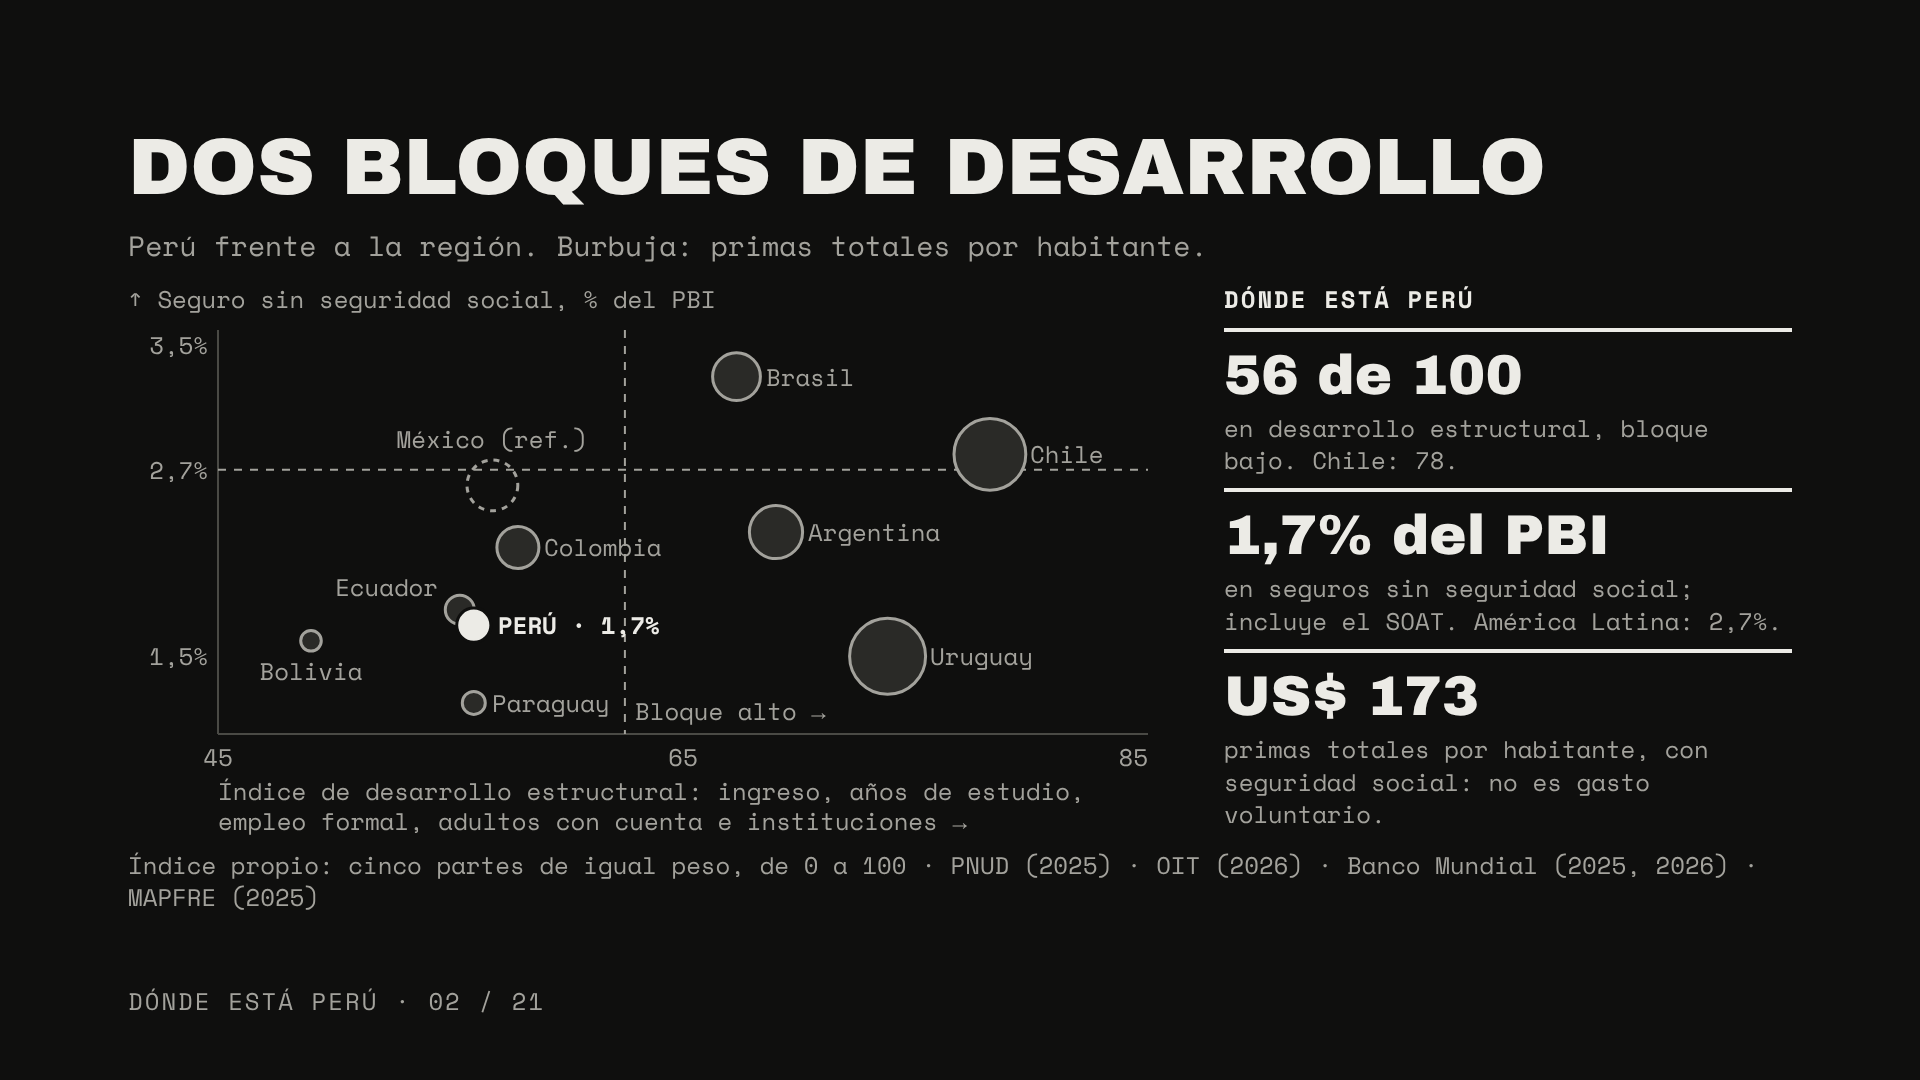 DOS BLOQUES DE DESARROLLO
Perú frente a la región. Burbuja: primas totales por habitante.
↑ Seguro sin seguridad social, % del PBI
3,5%
2,7%
1,5%
Brasil
México (ref.)
Chile
Colombia
Argentina
Ecuador
PERÚ · 1,7%
Bolivia
Uruguay
Paraguay
Bloque alto →
45
65
85
Índice de desarrollo estructural: ingreso, años de estudio,
empleo formal, adultos con cuenta e instituciones →
DÓNDE ESTÁ PERÚ
56 de 100
en desarrollo estructural, bloque
bajo. Chile: 78.
1,7% del PBI
en seguros sin seguridad social;
incluye el SOAT. América Latina: 2,7%.
US$ 173
primas totales por habitante, con
seguridad social: no es gasto
voluntario.
Índice propio: cinco partes de igual peso, de 0 a 100 · PNUD (2025) · OIT (2026) · Banco Mundial (2025, 2026) ·
MAPFRE (2025)
DÓNDE ESTÁ PERÚ · 02 / 21